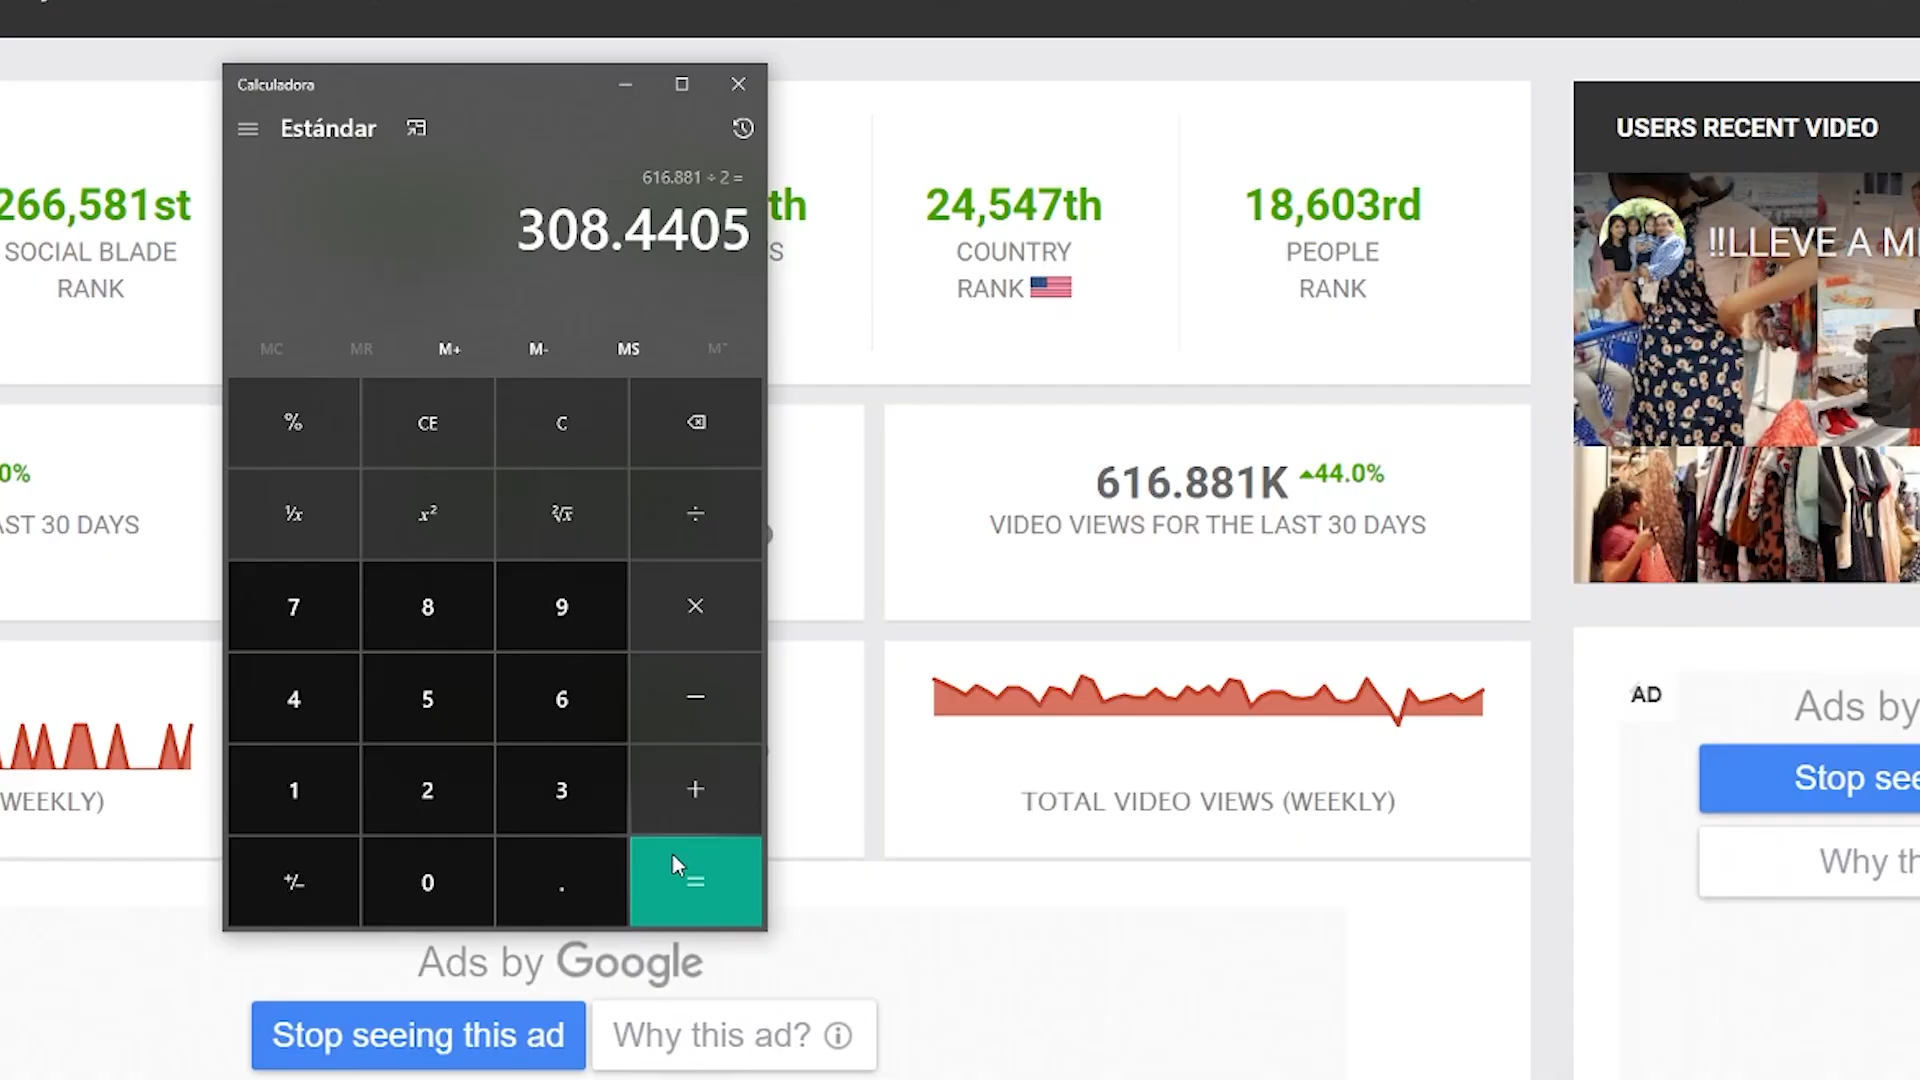 Calculadora
Estándar
616.881 ÷ 2 =
308.4405
MC MR M+ M- MS
% CE C
¹⁄x x² ²√x ÷
7 8 9 ×
4 5 6 −
1 2 3 +
+/− 0 . =
266,581st
SOCIAL BLADE
RANK
th
S
24,547th
COUNTRY
RANK
18,603rd
PEOPLE
RANK
USERS RECENT VIDEO
!!LLEVE A M
0%
AST 30 DAYS
616.881K 44.0%
VIDEO VIEWS FOR THE LAST 30 DAYS
WEEKLY)
TOTAL VIDEO VIEWS (WEEKLY)
AD
Ads by
Stop see
Why th
Ads by Google
Stop seeing this ad
Why this ad?